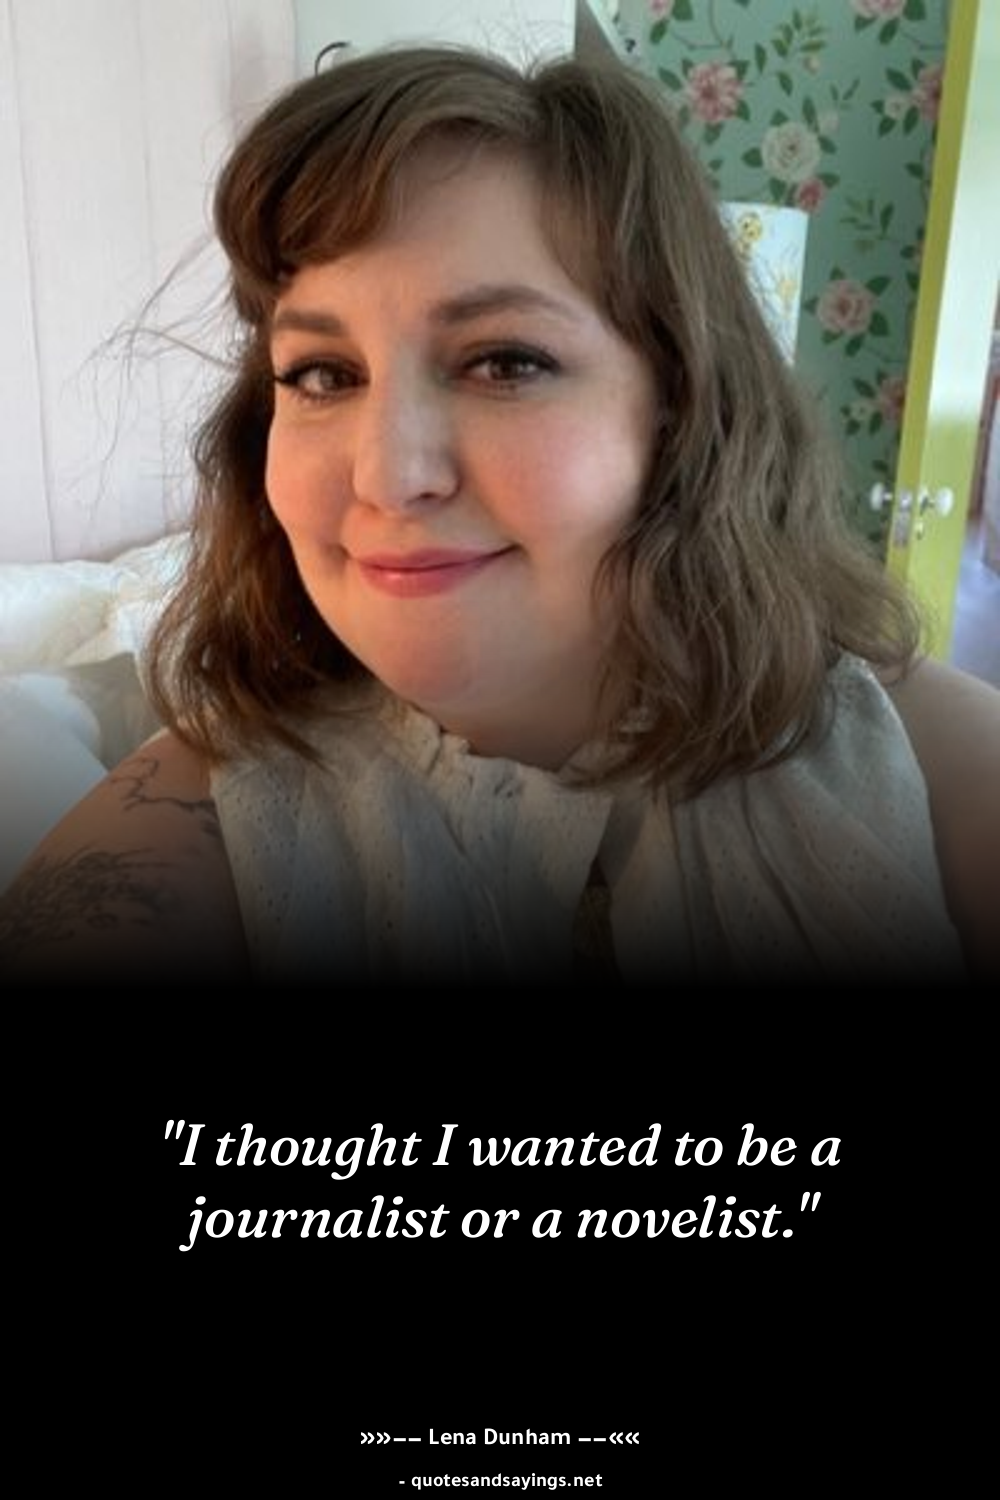 "I thought I wanted to be a
journalist or a novelist."
»»–– Lena Dunham ––««
- quotesandsayings.net